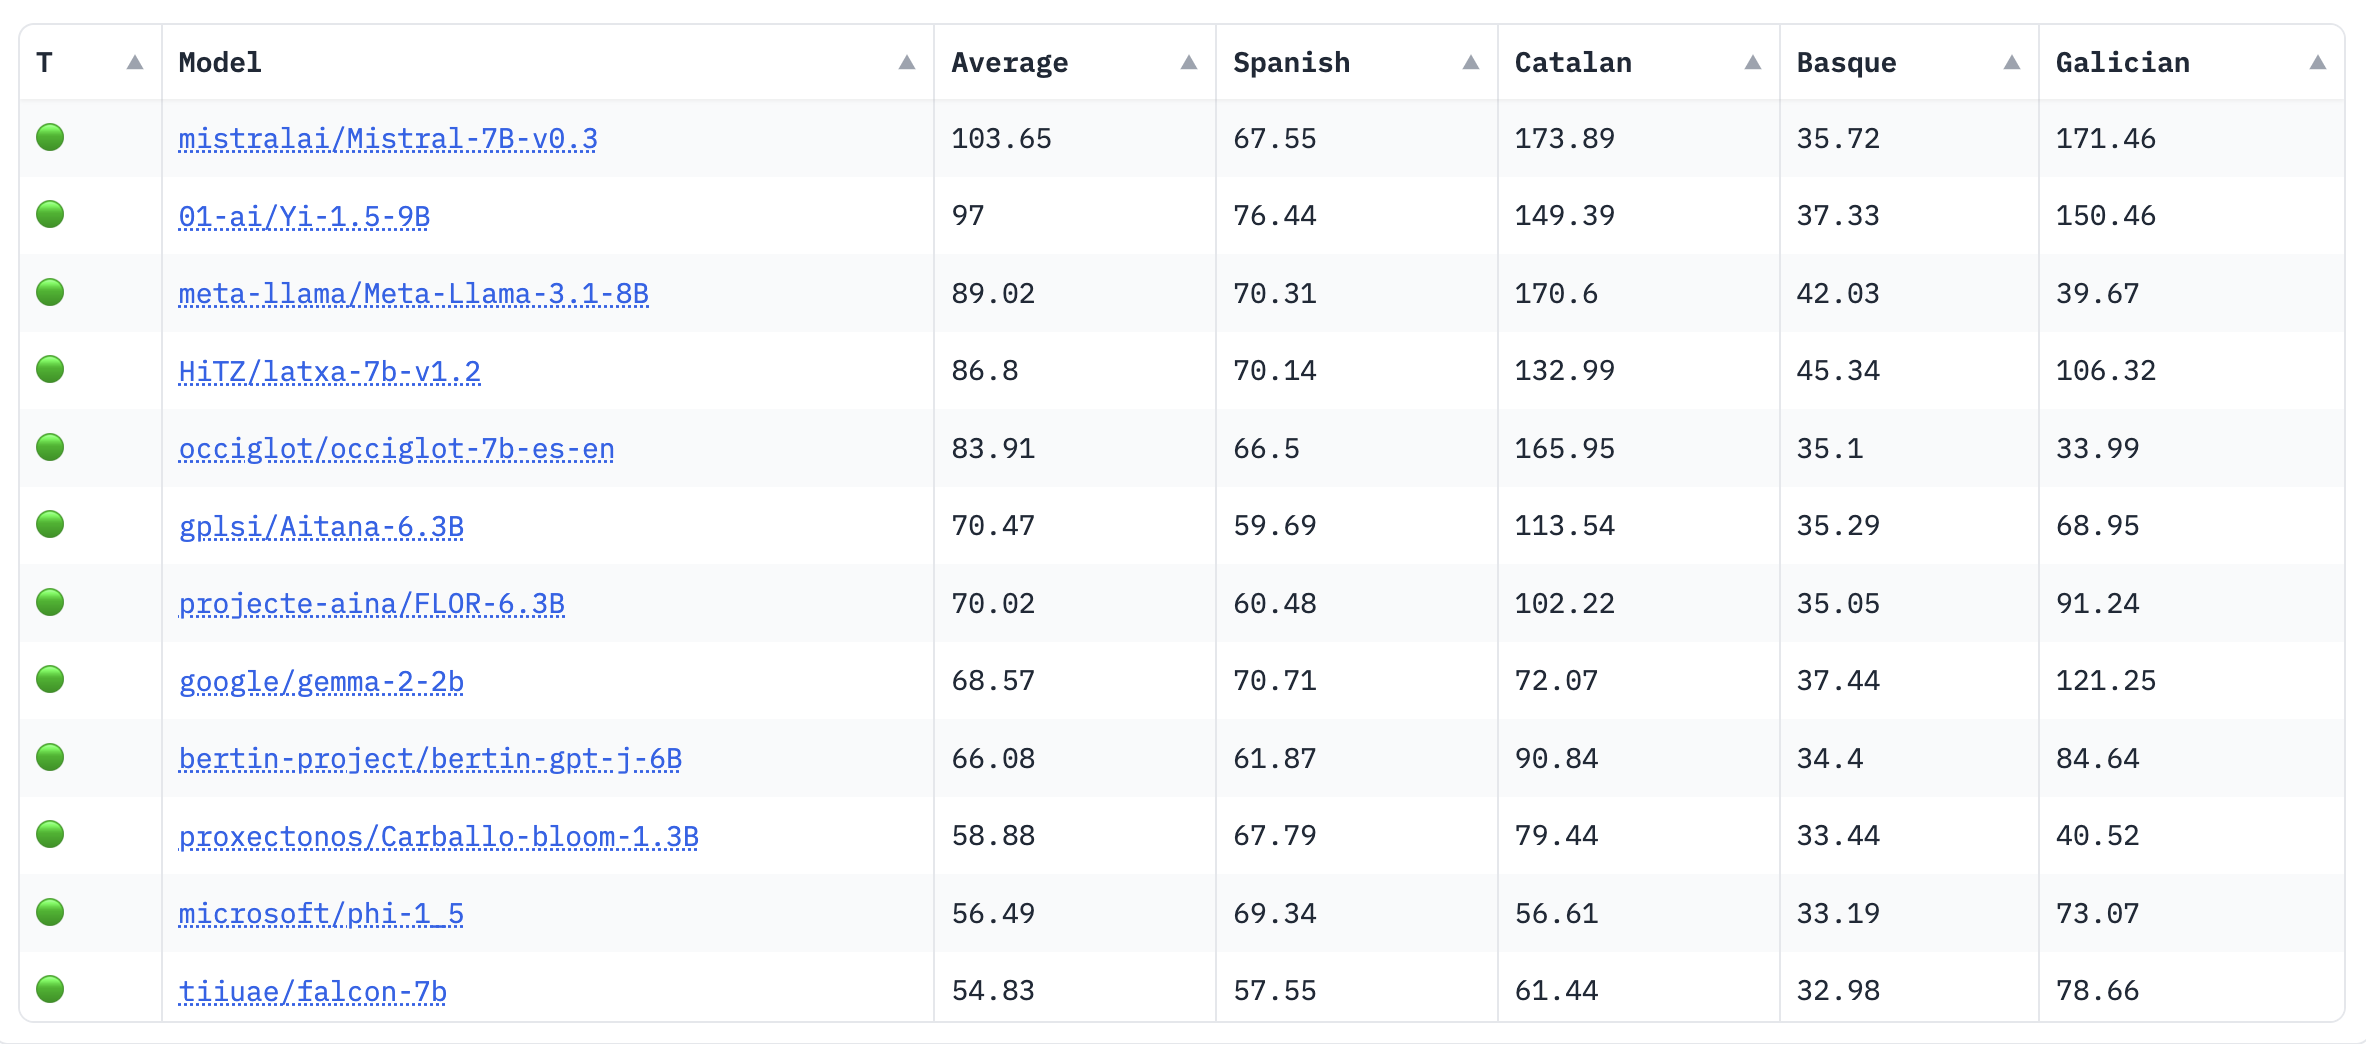 T ▲ Model ▲ Average ▲ Spanish ▲ Catalan ▲ Basque ▲ Galician ▲
mistralai/Mistral-7B-v0.3 103.65 67.55 173.89 35.72 171.46
01-ai/Yi-1.5-9B 97 76.44 149.39 37.33 150.46
meta-llama/Meta-Llama-3.1-8B 89.02 70.31 170.6 42.03 39.67
HiTZ/latxa-7b-v1.2 86.8 70.14 132.99 45.34 106.32
occiglot/occiglot-7b-es-en 83.91 66.5 165.95 35.1 33.99
gplsi/Aitana-6.3B 70.47 59.69 113.54 35.29 68.95
projecte-aina/FLOR-6.3B 70.02 60.48 102.22 35.05 91.24
google/gemma-2-2b 68.57 70.71 72.07 37.44 121.25
bertin-project/bertin-gpt-j-6B 66.08 61.87 90.84 34.4 84.64
proxectonos/Carballo-bloom-1.3B 58.88 67.79 79.44 33.44 40.52
microsoft/phi-1_5 56.49 69.34 56.61 33.19 73.07
tiiuae/falcon-7b 54.83 57.55 61.44 32.98 78.66